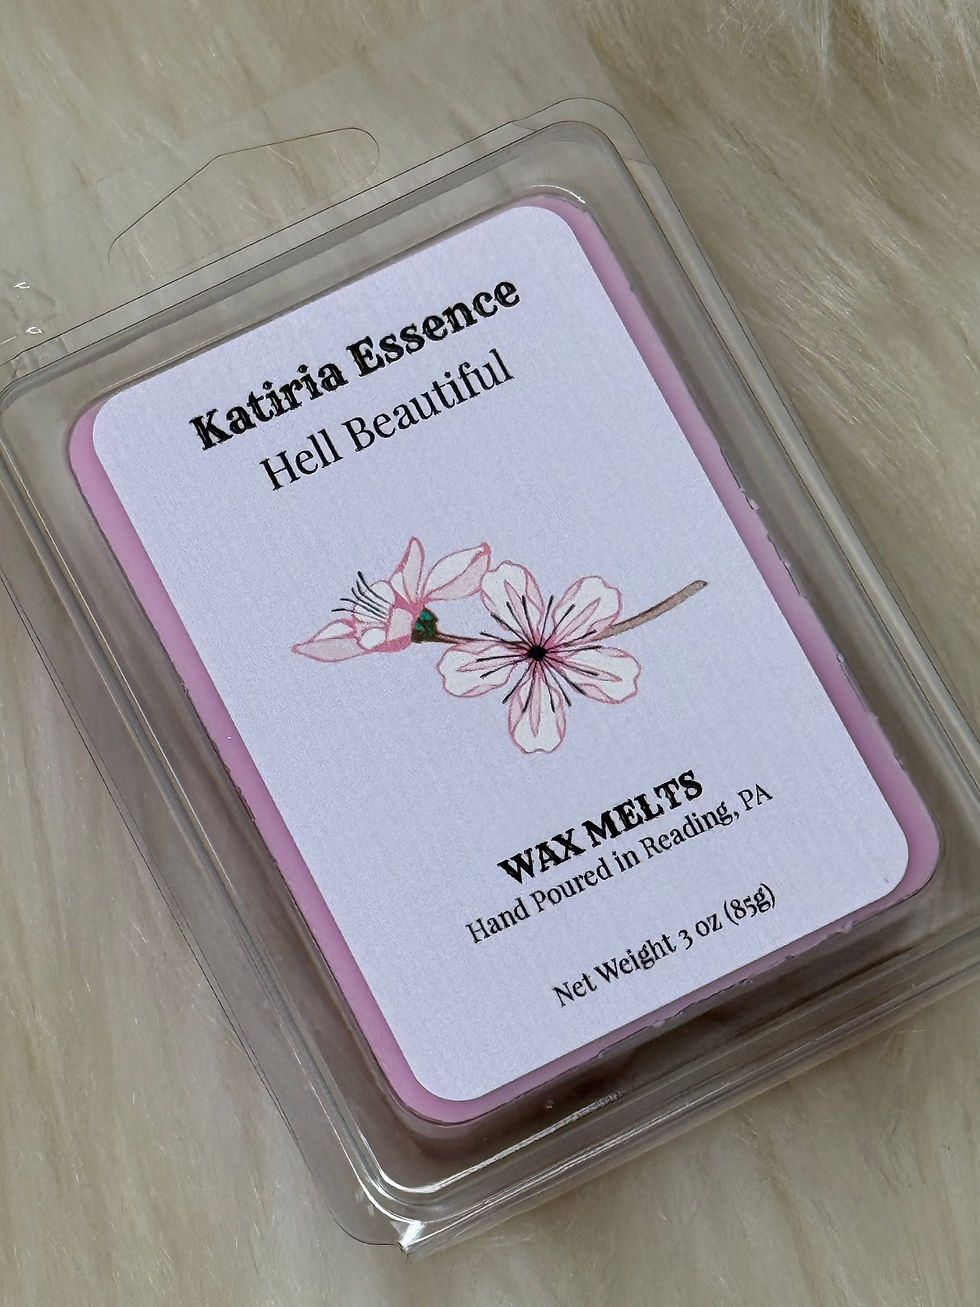 Katiria Essence
Hell Beautiful
WAX MELTS
Hand Poured in Reading, PA
Net Weight 3 oz (85g)